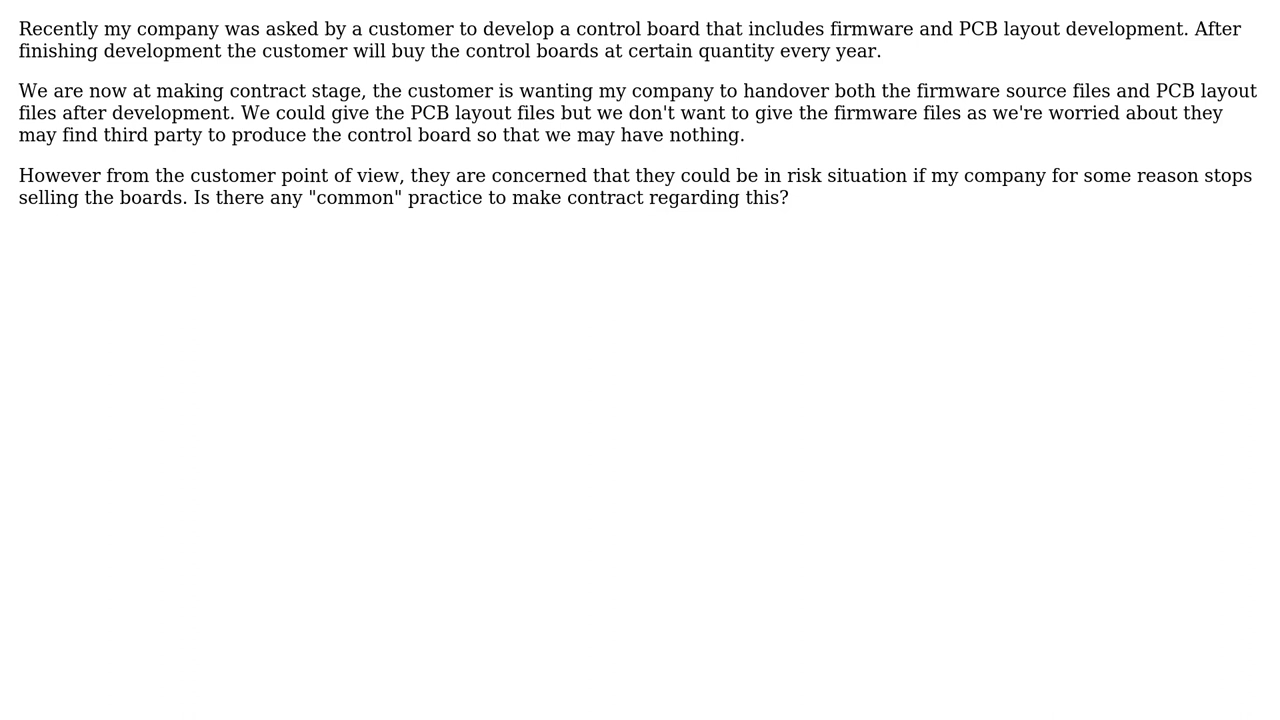 Recently my company was asked by a customer to develop a control board that includes firmware and PCB layout development. After
finishing development the customer will buy the control boards at certain quantity every year.
We are now at making contract stage, the customer is wanting my company to handover both the firmware source files and PCB layout
files after development. We could give the PCB layout files but we don't want to give the firmware files as we're worried about they
may find third party to produce the control board so that we may have nothing.
However from the customer point of view, they are concerned that they could be in risk situation if my company for some reason stops
selling the boards. Is there any "common" practice to make contract regarding this?